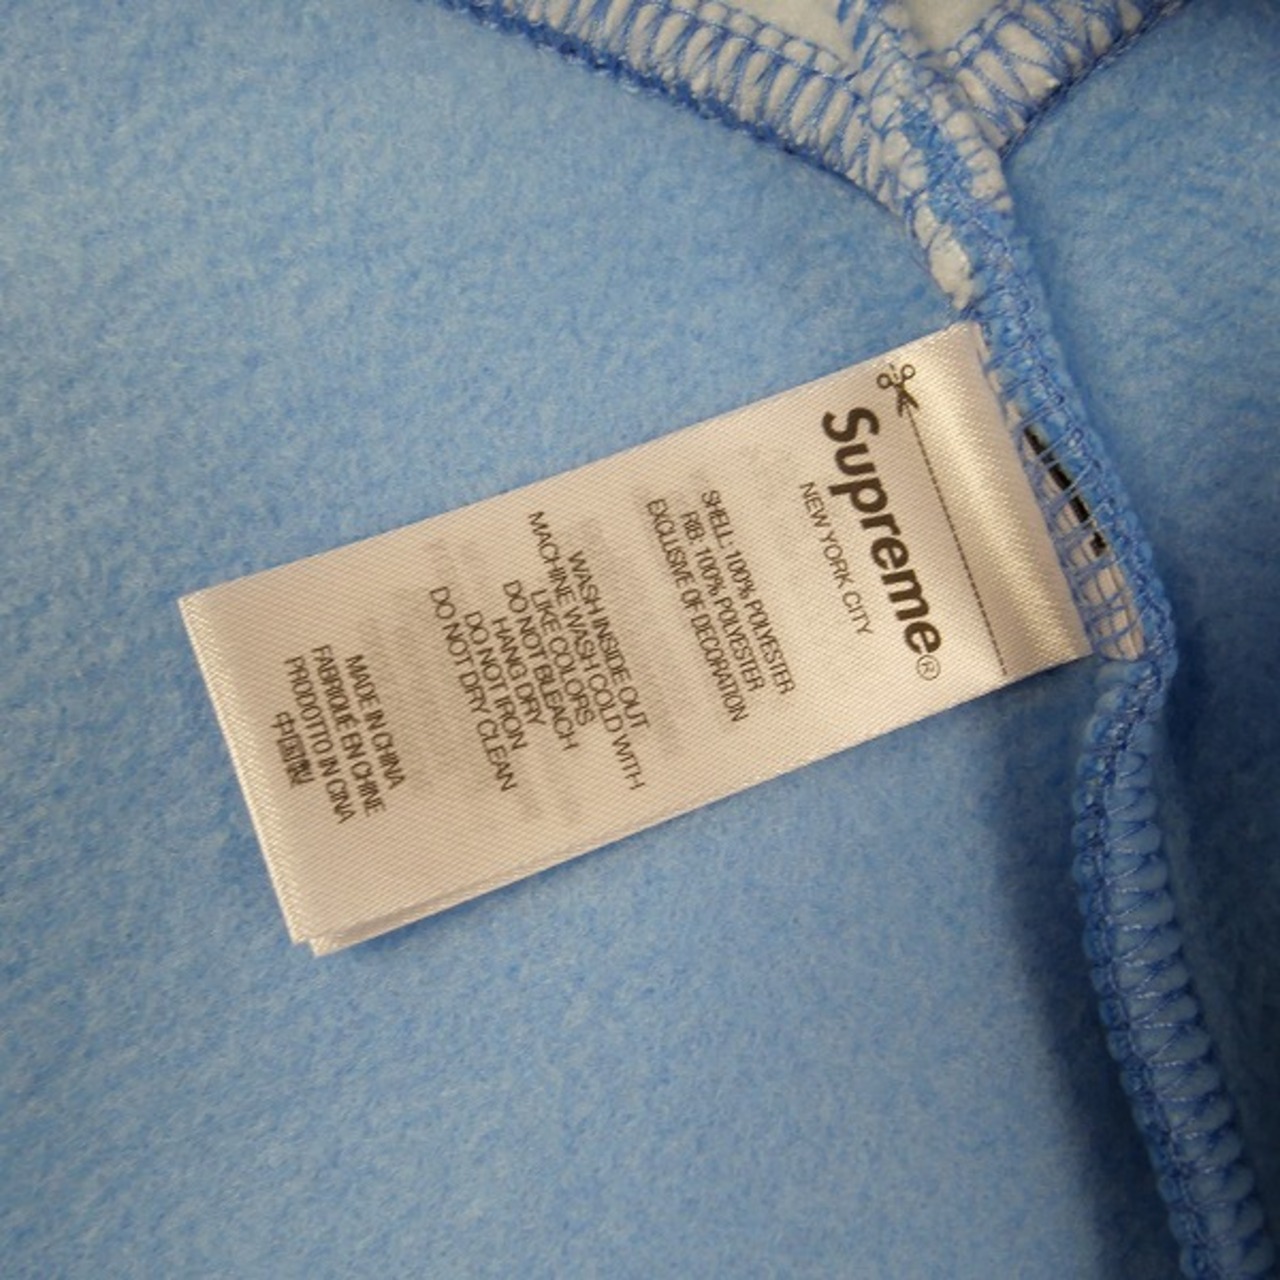 Supreme®
NEW YORK CITY
SHELL: 100% POLYESTER
RIB: 100% POLYESTER
EXCLUSIVE OF DECORATION
WASH INSIDE OUT
MACHINE WASH COLD WITH
LIKE COLORS
DO NOT BLEACH
HANG DRY
DO NOT IRON
DO NOT DRY CLEAN
MADE IN CHINA
FABRIQUÉ EN CHINE
PRODOTTO IN CINA
中国製